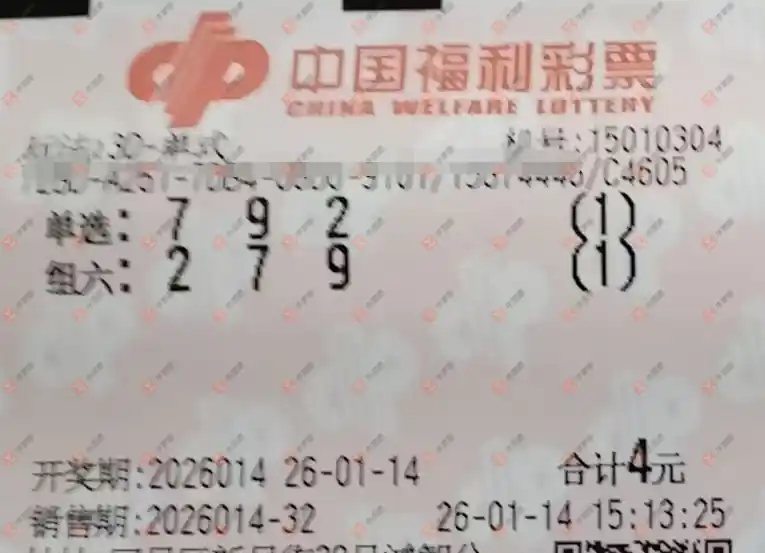 中国福利彩票
CHINA WELFARE LOTTERY
玩法:3D-单式 机号:15010304
/C4605
单选: 7 9 2 (1)
组六: 2 7 9 (1)
开奖期:2026014 26-01-14 合计4元
销售期:2026014-32 26-01-14 15:13:25